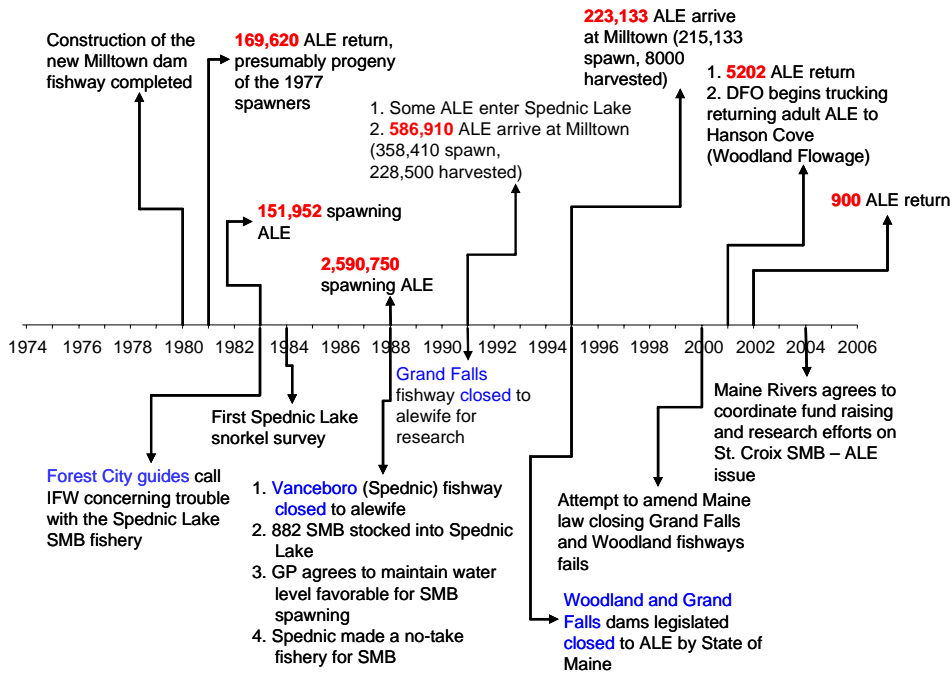 Construction of the
new Milltown dam
fishway completed
169,620 ALE return,
presumably progeny
of the 1977
spawners
1. Some ALE enter Spednic Lake
2. 586,910 ALE arrive at Milltown
(358,410 spawn,
228,500 harvested)
223,133 ALE arrive
at Milltown (215,133
spawn, 8000
harvested)
1. 5202 ALE return
2. DFO begins trucking
returning adult ALE to
Hanson Cove
(Woodland Flowage)
900 ALE return
151,952 spawning
ALE
2,590,750
spawning ALE
1974 1976 1978 1980 1982 1984 1986 1988 1990 1992 1994 1996 1998 2000 2002 2004 2006
Forest City guides call
IFW concerning trouble
with the Spednic Lake
SMB fishery
First Spednic Lake
snorkel survey
1. Vanceboro (Spednic) fishway
closed to alewife
2. 882 SMB stocked into Spednic
Lake
3. GP agrees to maintain water
level favorable for SMB
spawning
4. Spednic made a no-take
fishery for SMB
Grand Falls
fishway closed to
alewife for
research
Woodland and Grand
Falls dams legislated
closed to ALE by State of
Maine
Attempt to amend Maine
law closing Grand Falls
and Woodland fishways
fails
Maine Rivers agrees to
coordinate fund raising
and research efforts on
St. Croix SMB – ALE
issue